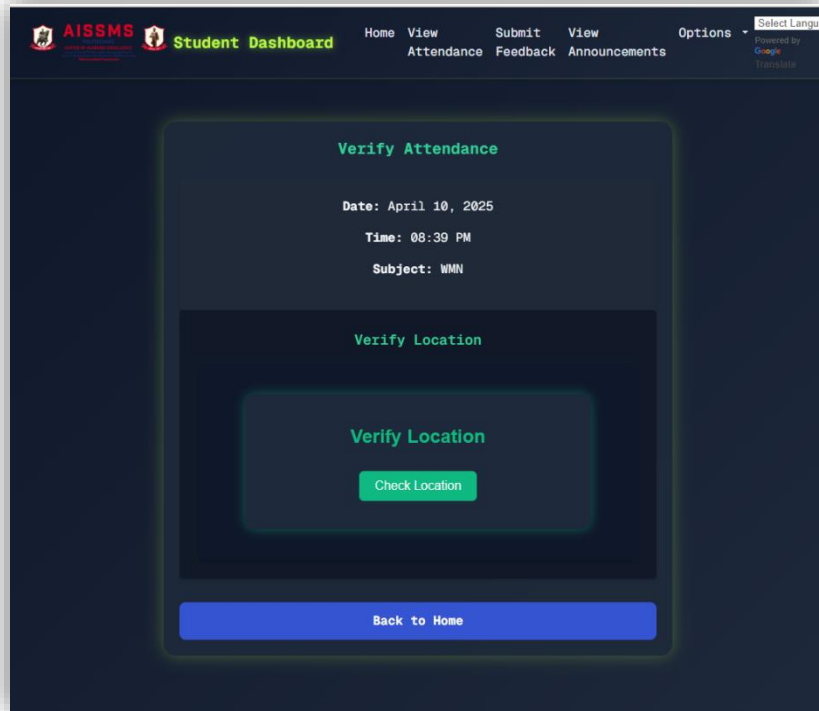 AISSMS
Student Dashboard
Home
View Attendance
Submit Feedback
View Announcements
Options
Select Langu
Powered by
Google
Translate
Verify Attendance
Date: April 10, 2025
Time: 08:39 PM
Subject: WMN
Verify Location
Verify Location
Check Location
Back to Home